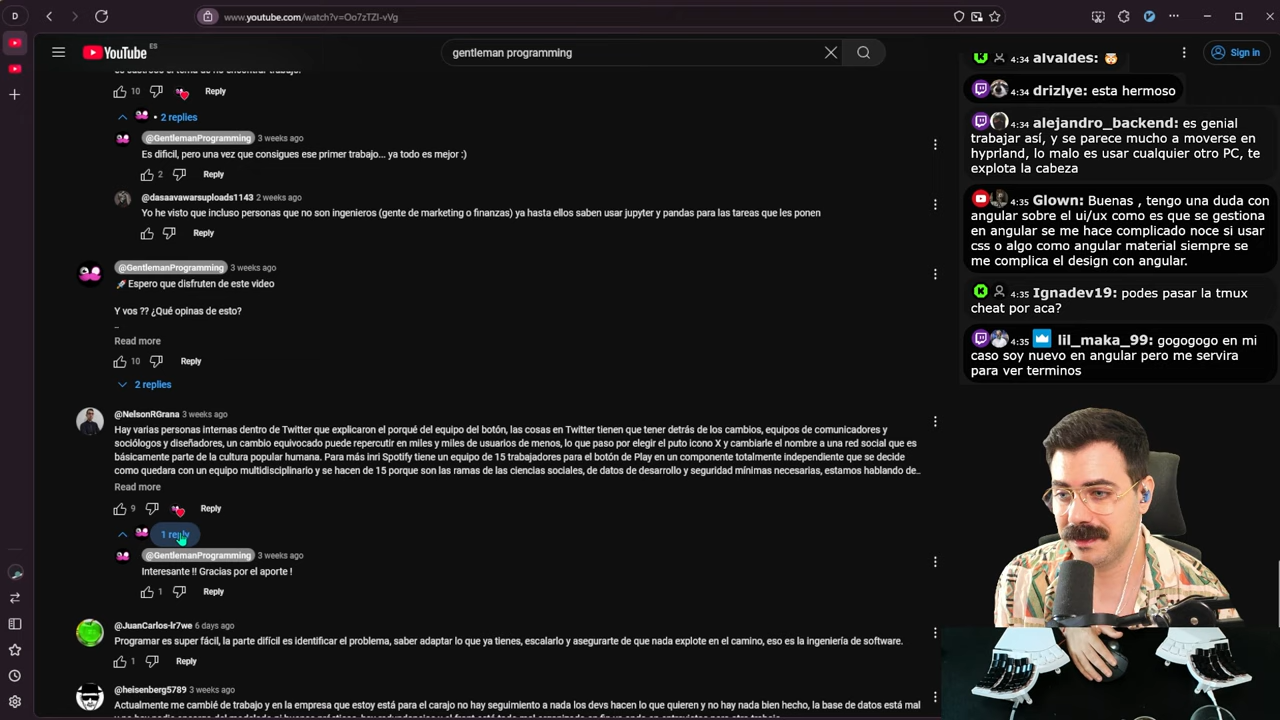 D
www.youtube.com/watch?v=Oo7zTZI-vVg
YouTube ES
gentleman programming
Sign in
10
Reply
2 replies
@GentlemanProgramming 3 weeks ago
Es dificil, pero una vez que consigues ese primer trabajo... ya todo es mejor :)
2
Reply
@dasaavawarsuploads1143 2 weeks ago
Yo he visto que incluso personas que no son ingenieros (gente de marketing o finanzas) ya hasta ellos saben usar jupyter y pandas para las tareas que les ponen
Reply
@GentlemanProgramming 3 weeks ago
🚀 Espero que disfruten de este video
Y vos ?? ¿Qué opinas de esto?
_
Read more
10
Reply
2 replies
@NelsonRGrana 3 weeks ago
Hay varias personas internas dentro de Twitter que explicaron el porqué del equipo del botón, las cosas en Twitter tienen que tener detrás de los cambios, equipos de comunicadores y
sociólogos y diseñadores, un cambio equivocado puede repercutir en miles y miles de usuarios de menos, lo que paso por elegir el puto icono X y cambiarle el nombre a una red social que es
básicamente parte de la cultura popular humana. Para más inri Spotify tiene un equipo de 15 trabajadores para el botón de Play en un componente totalmente independiente que se decide
como quedara con un equipo multidisciplinario y se hacen de 15 porque son las ramas de las ciencias sociales, de datos de desarrollo y seguridad mínimas necesarias, estamos hablando de...
Read more
9
Reply
1 reply
@GentlemanProgramming 3 weeks ago
Interesante !! Gracias por el aporte !
1
Reply
@JuanCarlos-lr7we 6 days ago
Programar es super fácil, la parte difícil es identificar el problema, saber adaptar lo que ya tienes, escalarlo y asegurarte de que nada explote en el camino, eso es la ingeniería de software.
1
Reply
@heisenberg5789 3 weeks ago
Actualmente me cambié de trabajo y en la empresa que estoy está para el carajo no hay seguimiento a nada los devs hacen lo que quieren y no hay nada bien hecho, la base de datos está mal
4:34 alvaldes: 🤯
4:34 drizlye: esta hermoso
4:34 alejandro_backend: es genial
trabajar así, y se parece mucho a moverse en
hyprland, lo malo es usar cualquier otro PC, te
explota la cabeza
4:35 Glown: Buenas , tengo una duda con
angular sobre el ui/ux como es que se gestiona
en angular se me hace complicado noce si usar
css o algo como angular material siempre se
me complica el design con angular.
4:35 Ignadev19: podes pasar la tmux
cheat por aca?
4:35 lil_maka_99: gogogogo en mi
caso soy nuevo en angular pero me servira
para ver terminos